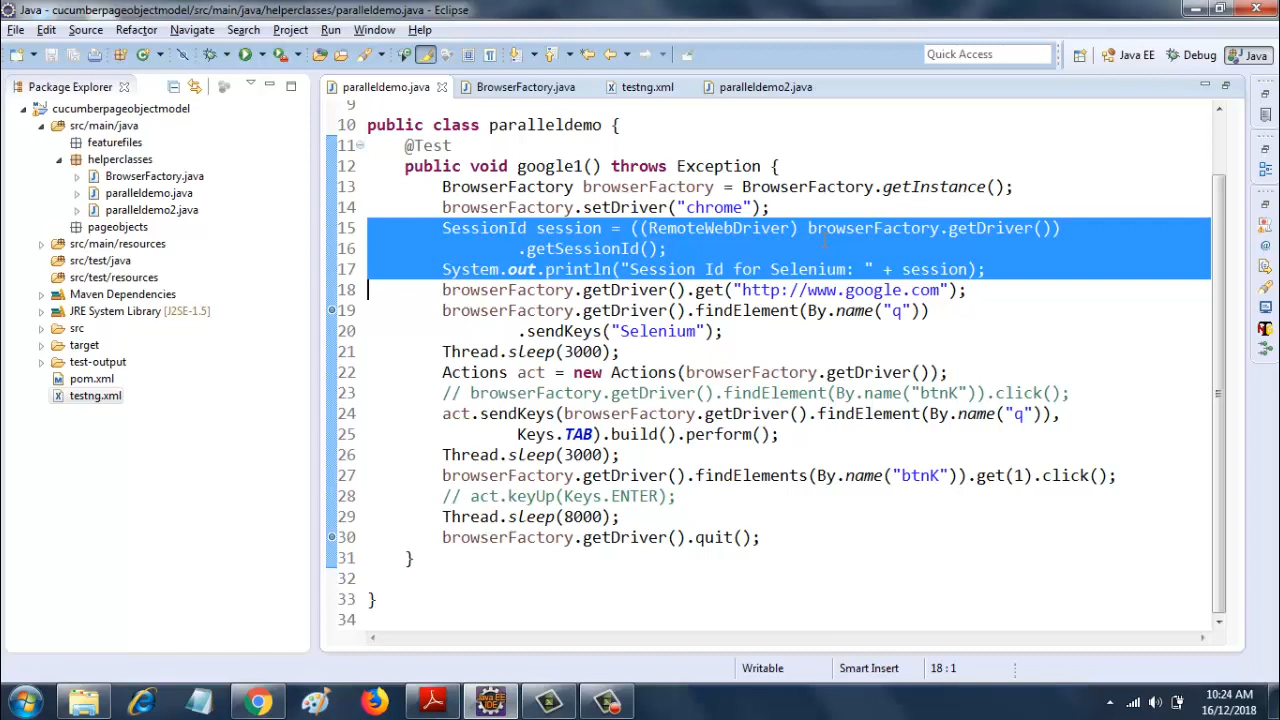 Java - cucumberpageobjectmodel/src/main/java/helperclasses/paralleldemo.java - Eclipse
File Edit Source Refactor Navigate Search Project Run Window Help
Quick Access
Java EE
Debug
Java
Package Explorer
cucumberpageobjectmodel
src/main/java
featurefiles
helperclasses
BrowserFactory.java
paralleldemo.java
paralleldemo2.java
pageobjects
src/main/resources
src/test/java
src/test/resources
Maven Dependencies
JRE System Library [J2SE-1.5]
src
target
test-output
pom.xml
testng.xml
paralleldemo.java BrowserFactory.java testng.xml paralleldemo2.java
9
10 public class paralleldemo {
11 @Test
12 public void google1() throws Exception {
13 BrowserFactory browserFactory = BrowserFactory.getInstance();
14 browserFactory.setDriver("chrome");
15 SessionId session = ((RemoteWebDriver) browserFactory.getDriver())
16 .getSessionId();
17 System.out.println("Session Id for Selenium: " + session);
18 browserFactory.getDriver().get("http://www.google.com");
19 browserFactory.getDriver().findElement(By.name("q"))
20 .sendKeys("Selenium");
21 Thread.sleep(3000);
22 Actions act = new Actions(browserFactory.getDriver());
23 // browserFactory.getDriver().findElement(By.name("btnK")).click();
24 act.sendKeys(browserFactory.getDriver().findElement(By.name("q")),
25 Keys.TAB).build().perform();
26 Thread.sleep(3000);
27 browserFactory.getDriver().findElements(By.name("btnK")).get(1).click();
28 // act.keyUp(Keys.ENTER);
29 Thread.sleep(8000);
30 browserFactory.getDriver().quit();
31 }
32
33 }
34
Writable Smart Insert 18:1
10:24 AM
16/12/2018